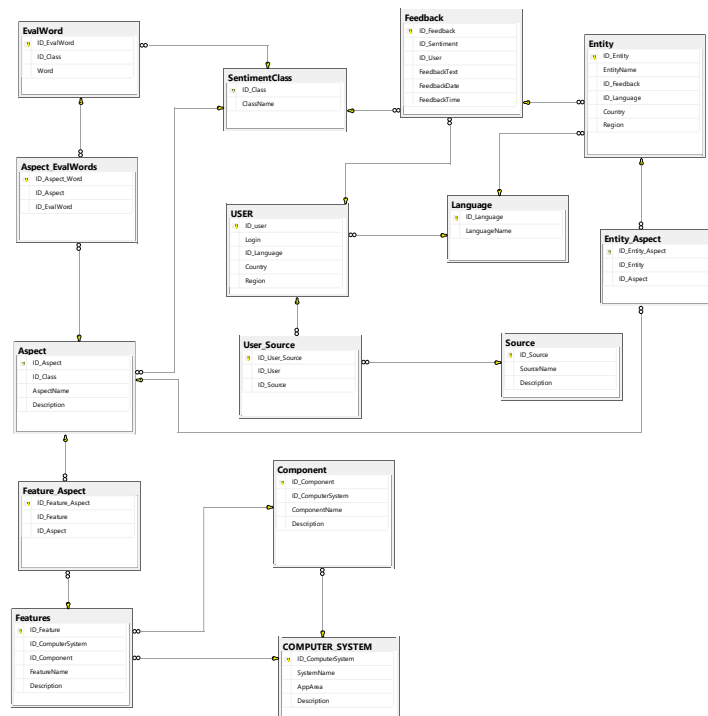 EvalWord
ID_EvalWord
ID_Class
Word
SentimentClass
ID_Class
ClassName
Feedback
ID_Feedback
ID_Sentiment
ID_User
FeedbackText
FeedbackDate
FeedbackTime
Entity
ID_Entity
EntityName
ID_Feedback
ID_Language
Country
Region
Aspect_EvalWords
ID_Aspect_Word
ID_Aspect
ID_EvalWord
USER
ID_user
Login
ID_Language
Country
Region
Language
ID_Language
LanguageName
Entity_Aspect
ID_Entity_Aspect
ID_Entity
ID_Aspect
Aspect
ID_Aspect
ID_Class
AspectName
Description
User_Source
ID_User_Source
ID_User
ID_Source
Source
ID_Source
SourceName
Description
Feature_Aspect
ID_Feature_Aspect
ID_Feature
ID_Aspect
Component
ID_Component
ID_ComputerSystem
ComponentName
Description
Features
ID_Feature
ID_ComputerSystem
ID_Component
FeatureName
Description
COMPUTER_SYSTEM
ID_ComputerSystem
SystemName
AppArea
Description